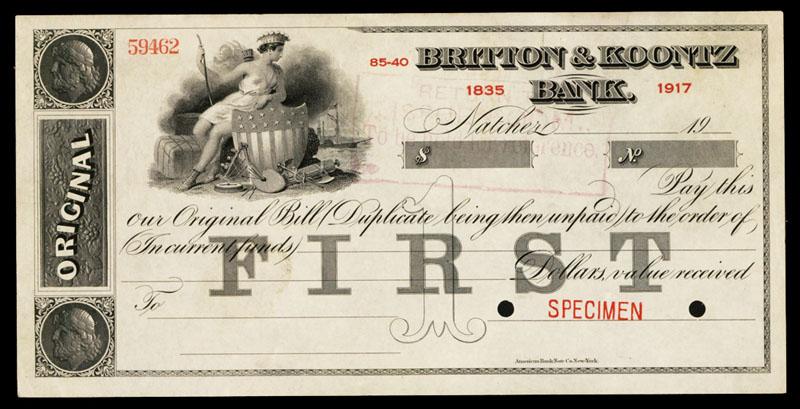 59462
ORIGINAL
85-40 BRITTON & KOONTZ
1835 BANK. 1917
Natchez 19
$ No.
Pay this
our Original Bill (Duplicate being then unpaid) to the order of
(In current funds)
FIRST
Dollars, value received
To
SPECIMEN
American Bank Note Co. New York.